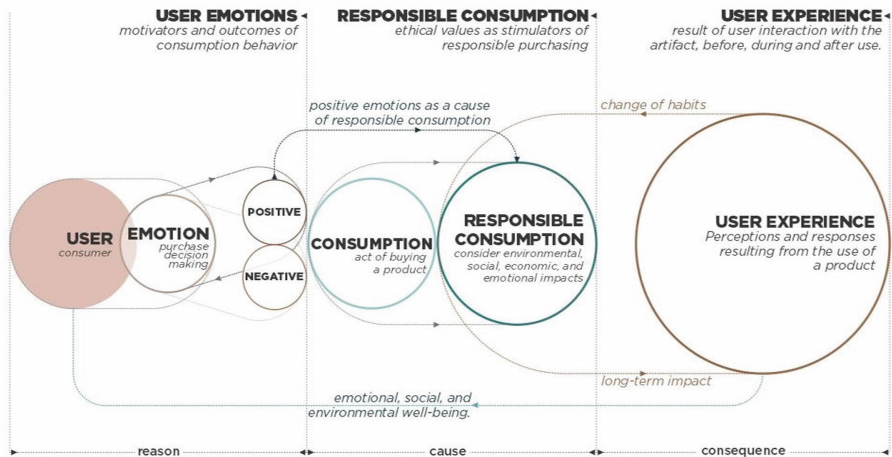 USER EMOTIONS
motivators and outcomes of
consumption behavior
RESPONSIBLE CONSUMPTION
ethical values as stimulators of
responsible purchasing
USER EXPERIENCE
result of user interaction with the
artifact, before, during and after use.
positive emotions as a cause
of responsible consumption
change of habits
USER
consumer
EMOTION
purchase
decision
making
POSITIVE
NEGATIVE
CONSUMPTION
act of buying
a product
RESPONSIBLE
CONSUMPTION
consider environmental,
social, economic, and
emotional impacts
USER EXPERIENCE
Perceptions and responses
resulting from the use of
a product
long-term impact
emotional, social, and
environmental well-being.
reason
cause
consequence